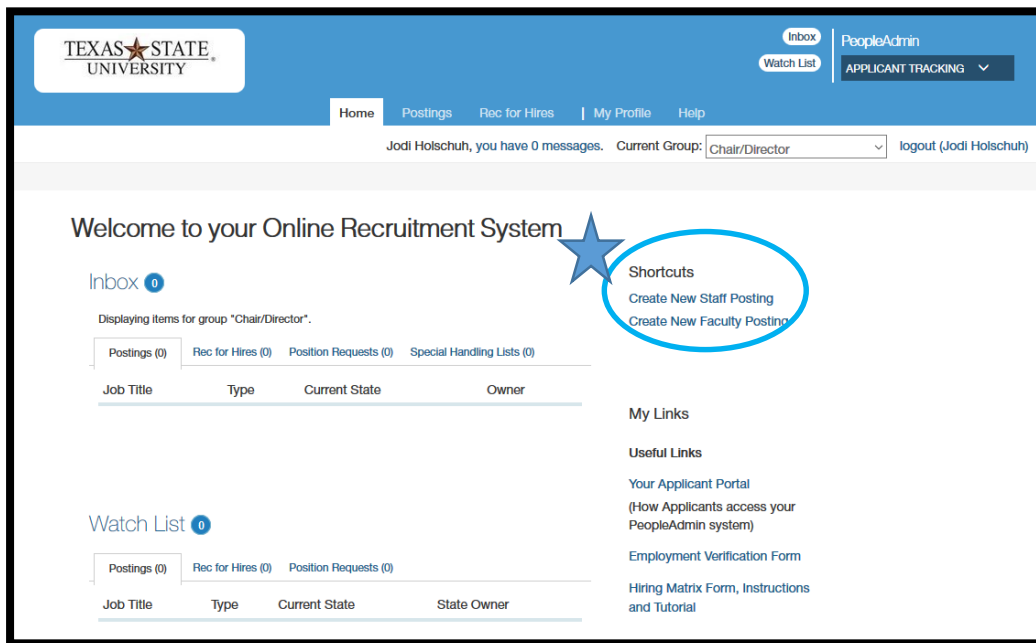 TEXAS STATE
UNIVERSITY®
Inbox
Watch List
PeopleAdmin
APPLICANT TRACKING
Home Postings Rec for Hires | My Profile Help
Jodi Holschuh, you have 0 messages. Current Group: Chair/Director logout (Jodi Holschuh)
Welcome to your Online Recruitment System
Inbox 0
Displaying items for group "Chair/Director".
Postings (0) Rec for Hires (0) Position Requests (0) Special Handling Lists (0)
Job Title Type Current State Owner
Watch List 0
Postings (0) Rec for Hires (0) Position Requests (0)
Job Title Type Current State State Owner
Shortcuts
Create New Staff Posting
Create New Faculty Posting
My Links
Useful Links
Your Applicant Portal
(How Applicants access your
PeopleAdmin system)
Employment Verification Form
Hiring Matrix Form, Instructions
and Tutorial